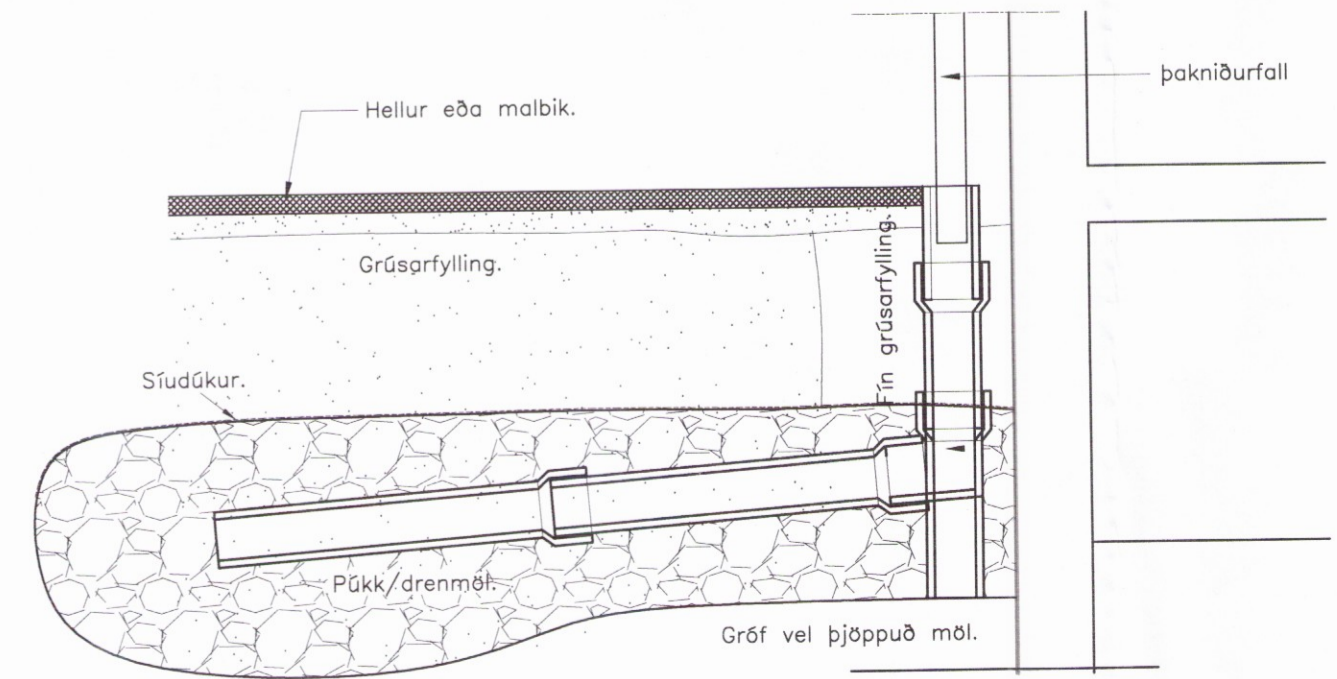 þakniðurfall
Hellur eða malbik.
Grúsarfylling.
Fín grúsarfylling.
Síudúkur.
Púkk/drenmöl.
Gróf vel þjöppuð möl.